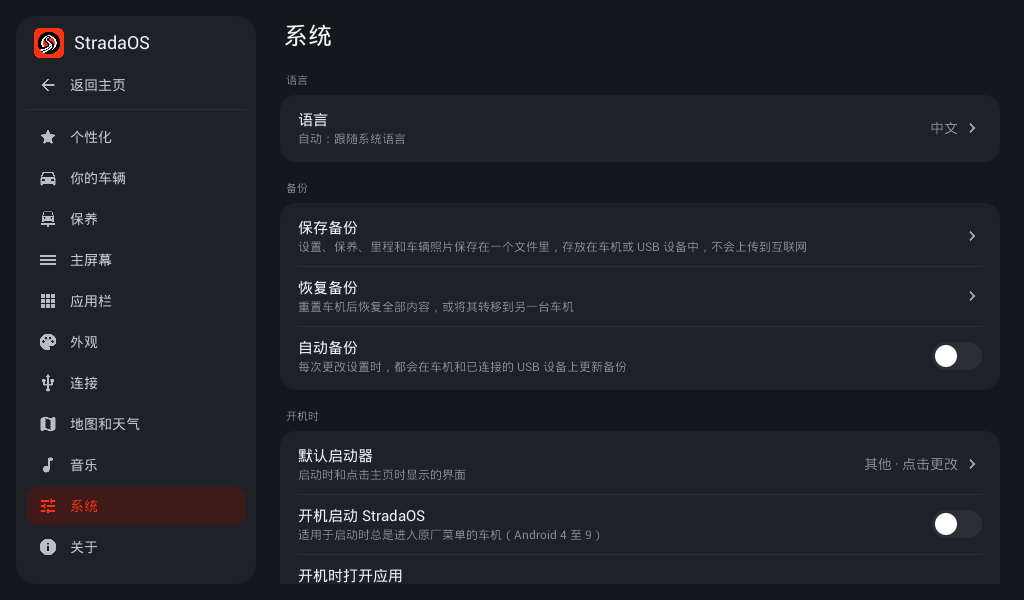 StradaOS
返回主页
个性化
你的车辆
保养
主屏幕
应用栏
外观
连接
地图和天气
音乐
系统
关于
系统
语言
语言
自动：跟随系统语言
中文
备份
保存备份
设置、保养、里程和车辆照片保存在一个文件里，存放在车机或 USB 设备中，不会上传到互联网
恢复备份
重置车机后恢复全部内容，或将其转移到另一台车机
自动备份
每次更改设置时，都会在车机和已连接的 USB 设备上更新备份
开机时
默认启动器
启动时和点击主页时显示的界面
其他 · 点击更改
开机启动 StradaOS
适用于启动时总是进入原厂菜单的车机（Android 4 至 9）
开机时打开应用